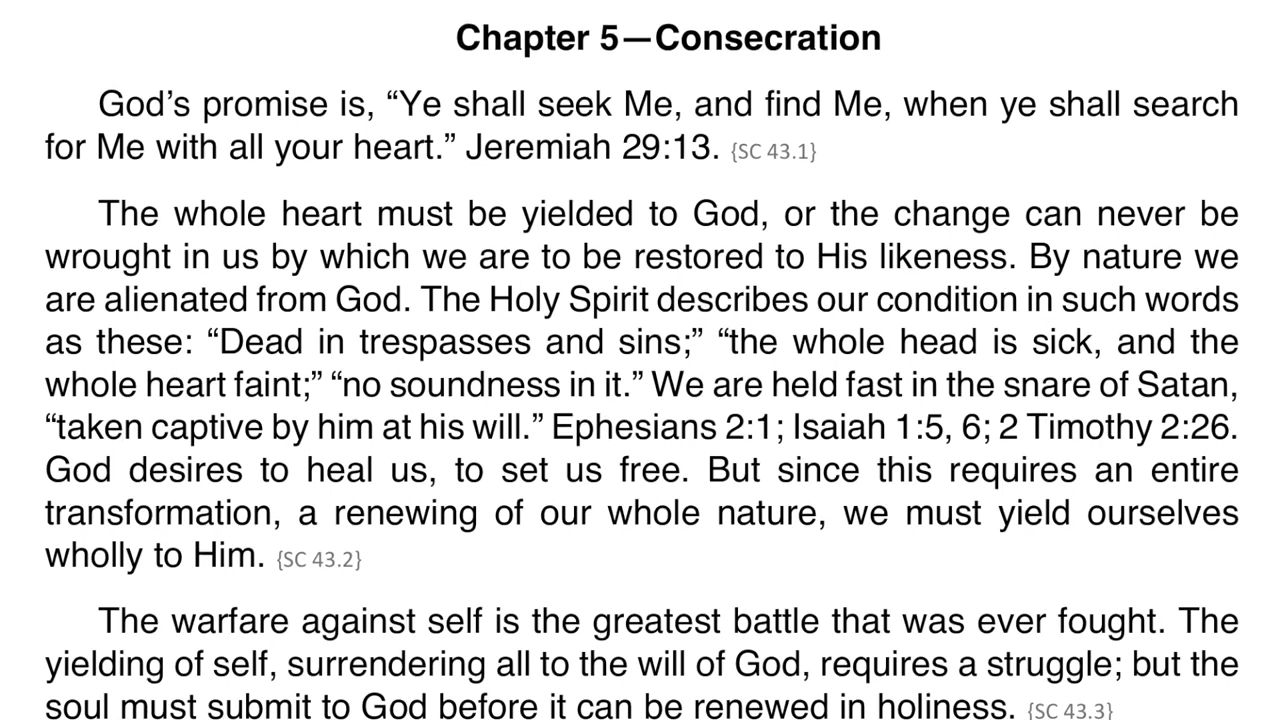 Chapter 5—Consecration
God’s promise is, “Ye shall seek Me, and find Me, when ye shall search
for Me with all your heart.” Jeremiah 29:13. {SC 43.1}
The whole heart must be yielded to God, or the change can never be
wrought in us by which we are to be restored to His likeness. By nature we
are alienated from God. The Holy Spirit describes our condition in such words
as these: “Dead in trespasses and sins;” “the whole head is sick, and the
whole heart faint;” “no soundness in it.” We are held fast in the snare of Satan,
“taken captive by him at his will.” Ephesians 2:1; Isaiah 1:5, 6; 2 Timothy 2:26.
God desires to heal us, to set us free. But since this requires an entire
transformation, a renewing of our whole nature, we must yield ourselves
wholly to Him. {SC 43.2}
The warfare against self is the greatest battle that was ever fought. The
yielding of self, surrendering all to the will of God, requires a struggle; but the
soul must submit to God before it can be renewed in holiness. {SC 43.3}